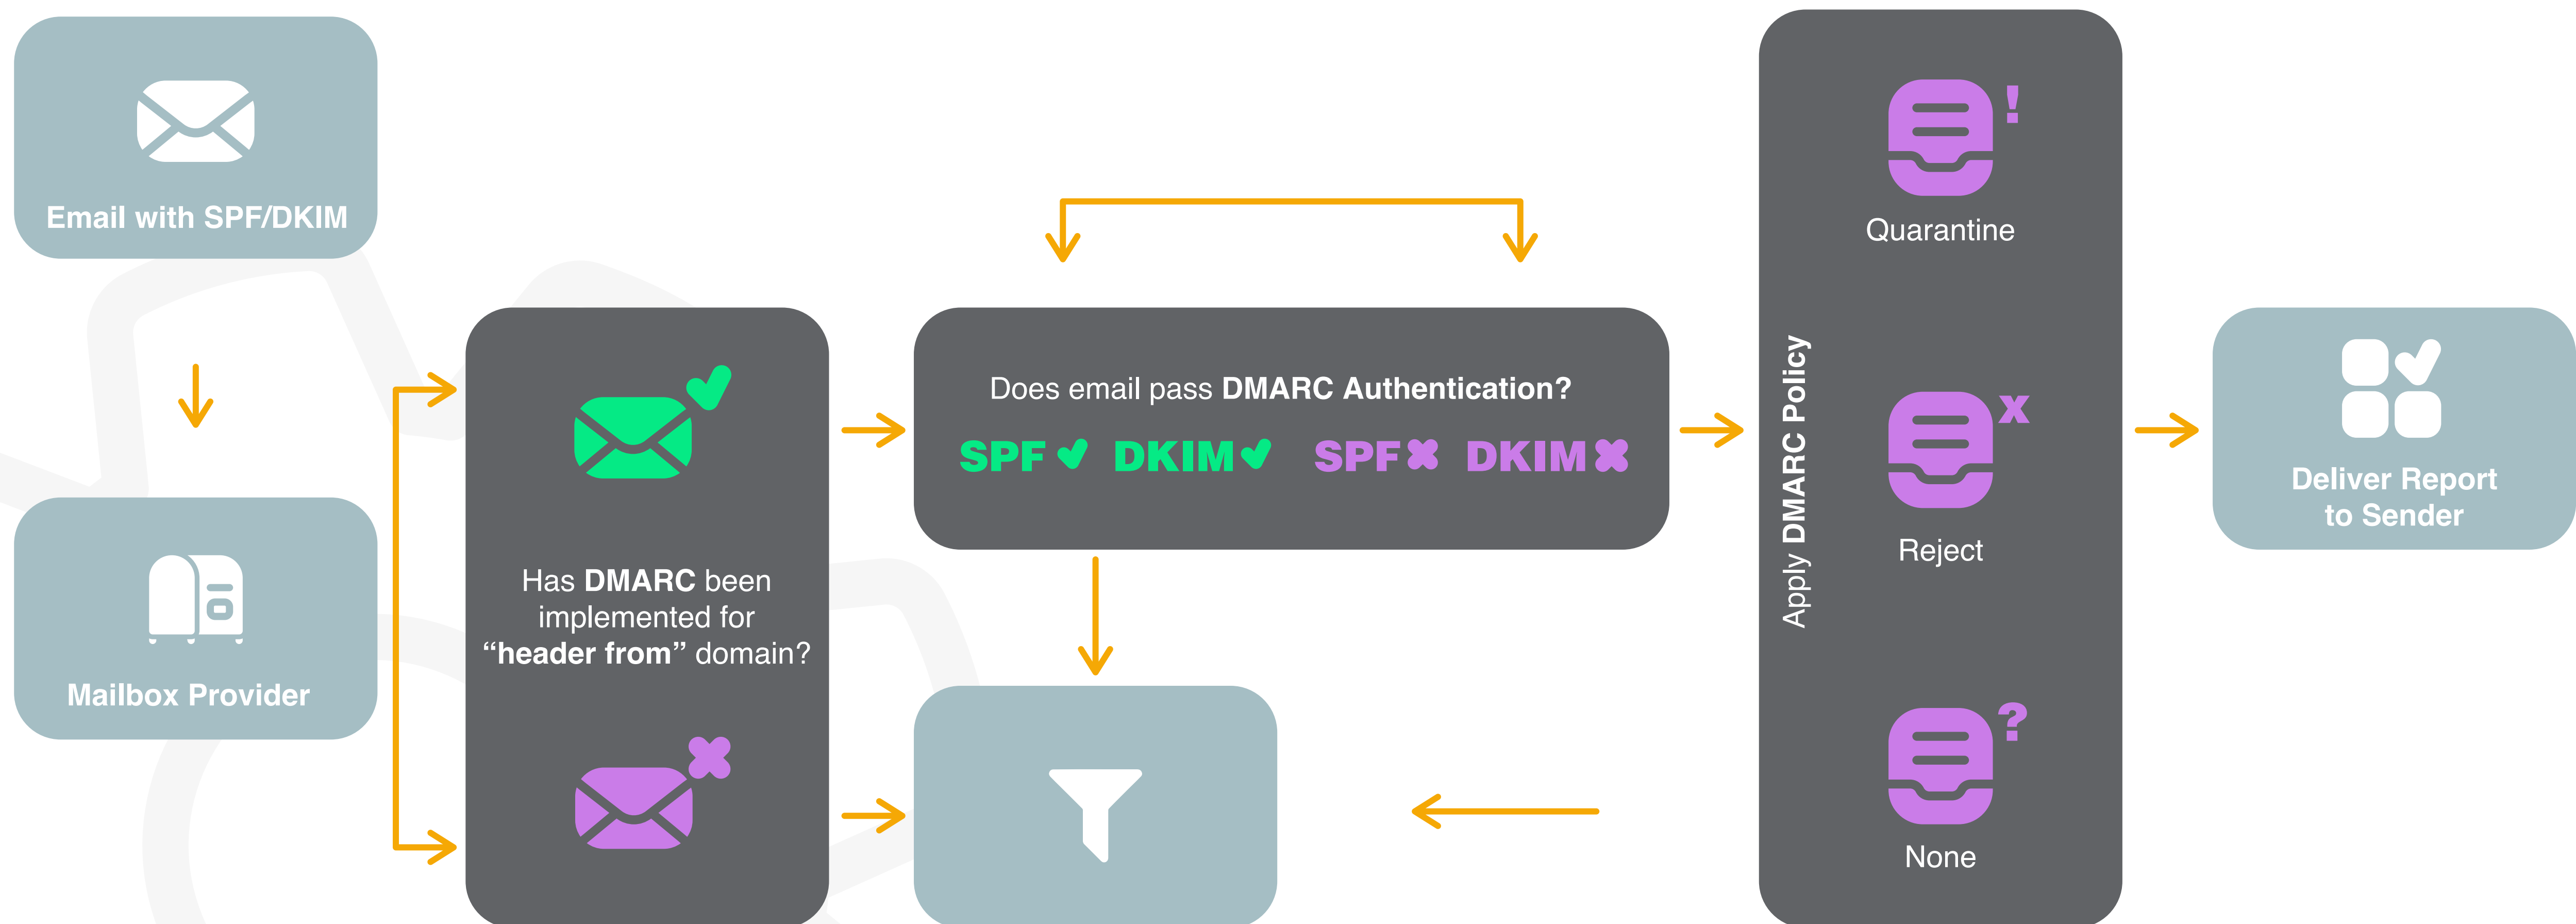 Email with SPF/DKIM
Mailbox Provider
Has DMARC been
implemented for
“header from” domain?
Does email pass DMARC Authentication?
SPF DKIM SPF DKIM
Apply DMARC Policy
!
Quarantine
x
Reject
?
None
Deliver Report
to Sender